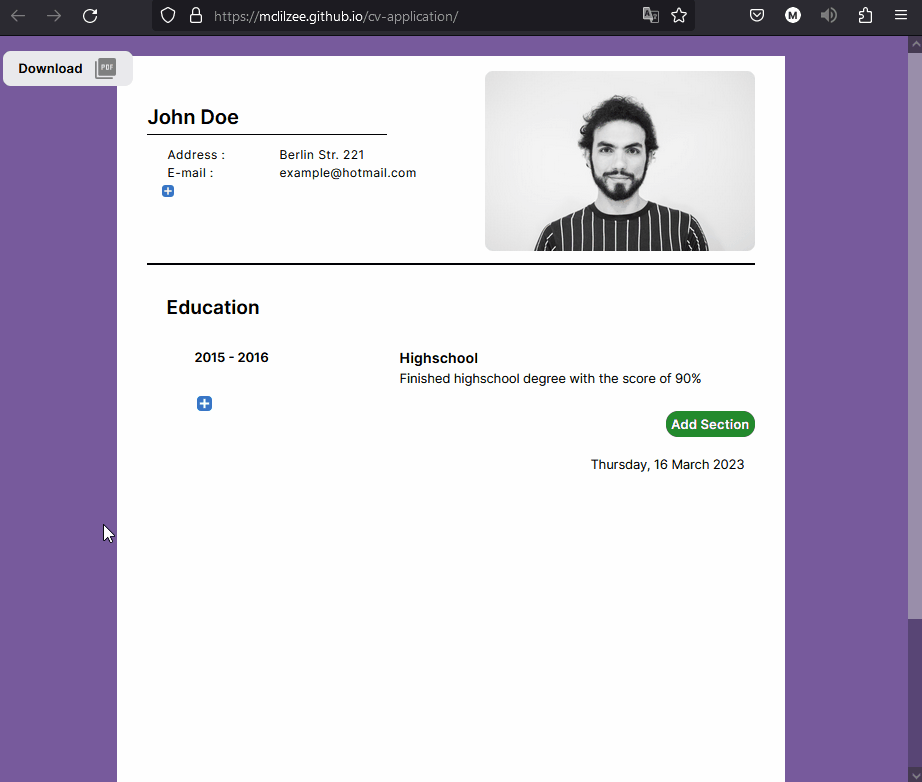 https://mclilzee.github.io/cv-application/
M
Download PDF
John Doe
Address : Berlin Str. 221
E-mail : example@hotmail.com
Education
2015 - 2016 Highschool
Finished highschool degree with the score of 90%
Add Section
Thursday, 16 March 2023